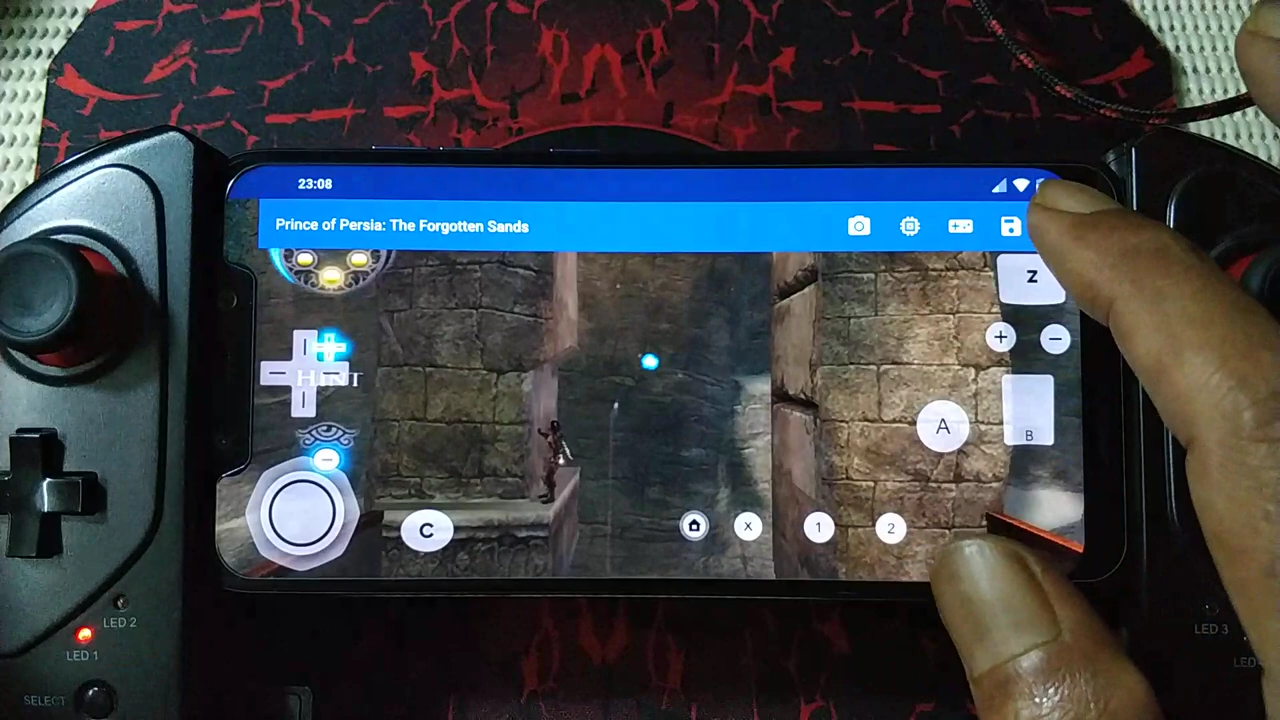 23:08
Prince of Persia: The Forgotten Sands
Z
HINT
A
B
C
X
1
2
LED 2
LED 1
SELECT
LED 3